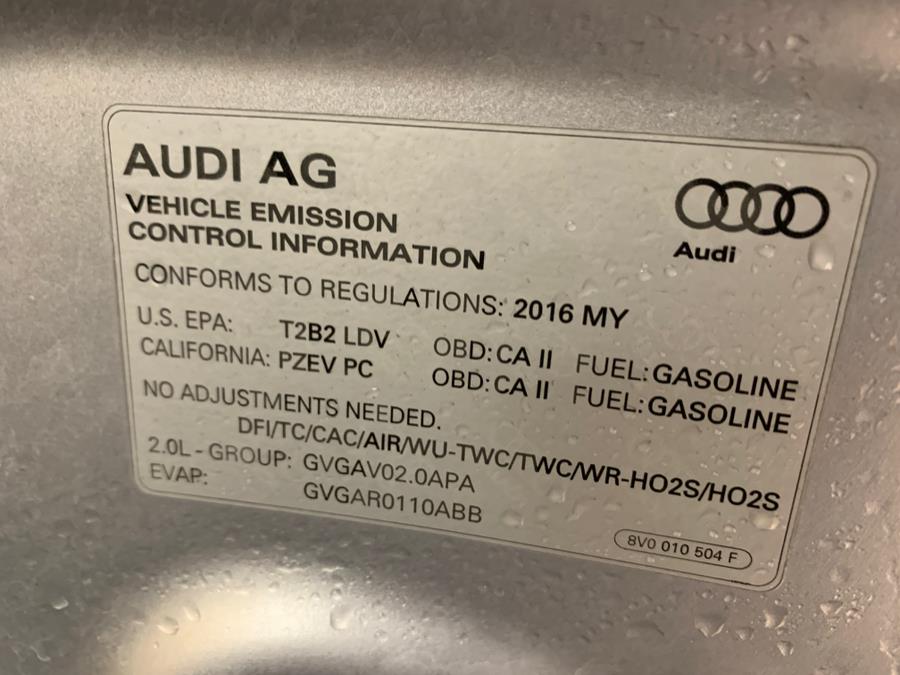 AUDI AG
VEHICLE EMISSION
CONTROL INFORMATION
Audi
CONFORMS TO REGULATIONS: 2016 MY
U.S. EPA: T2B2 LDV OBD: CA II FUEL: GASOLINE
CALIFORNIA: PZEV PC OBD: CA II FUEL: GASOLINE
NO ADJUSTMENTS NEEDED.
DFI/TC/CAC/AIR/WU-TWC/TWC/WR-HO2S/HO2S
2.0L - GROUP: GVGAV02.0APA
EVAP: GVGAR0110ABB
8V0 010 504 F